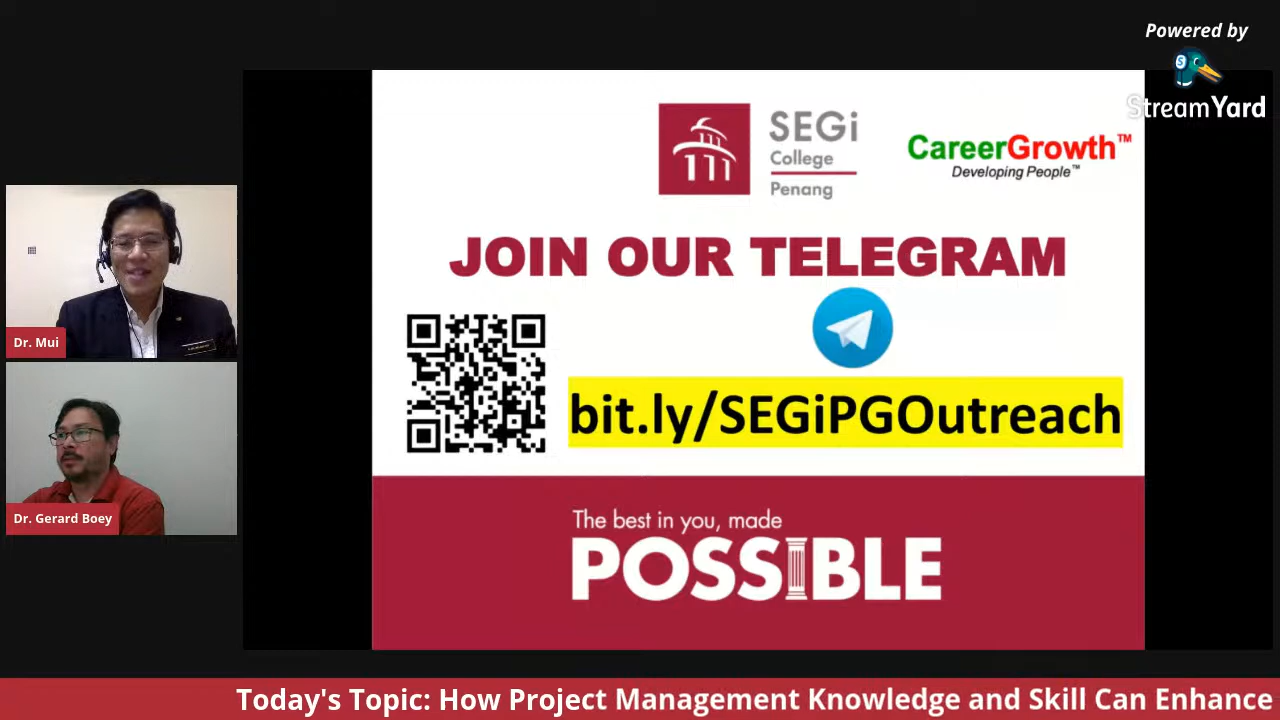 Powered by
StreamYard
SEGi
College
Penang
CareerGrowth™
Developing People™
JOIN OUR TELEGRAM
bit.ly/SEGiPGOutreach
Dr. Mui
Dr. Gerard Boey
The best in you, made
POSSIBLE
Today's Topic: How Project Management Knowledge and Skill Can Enhance